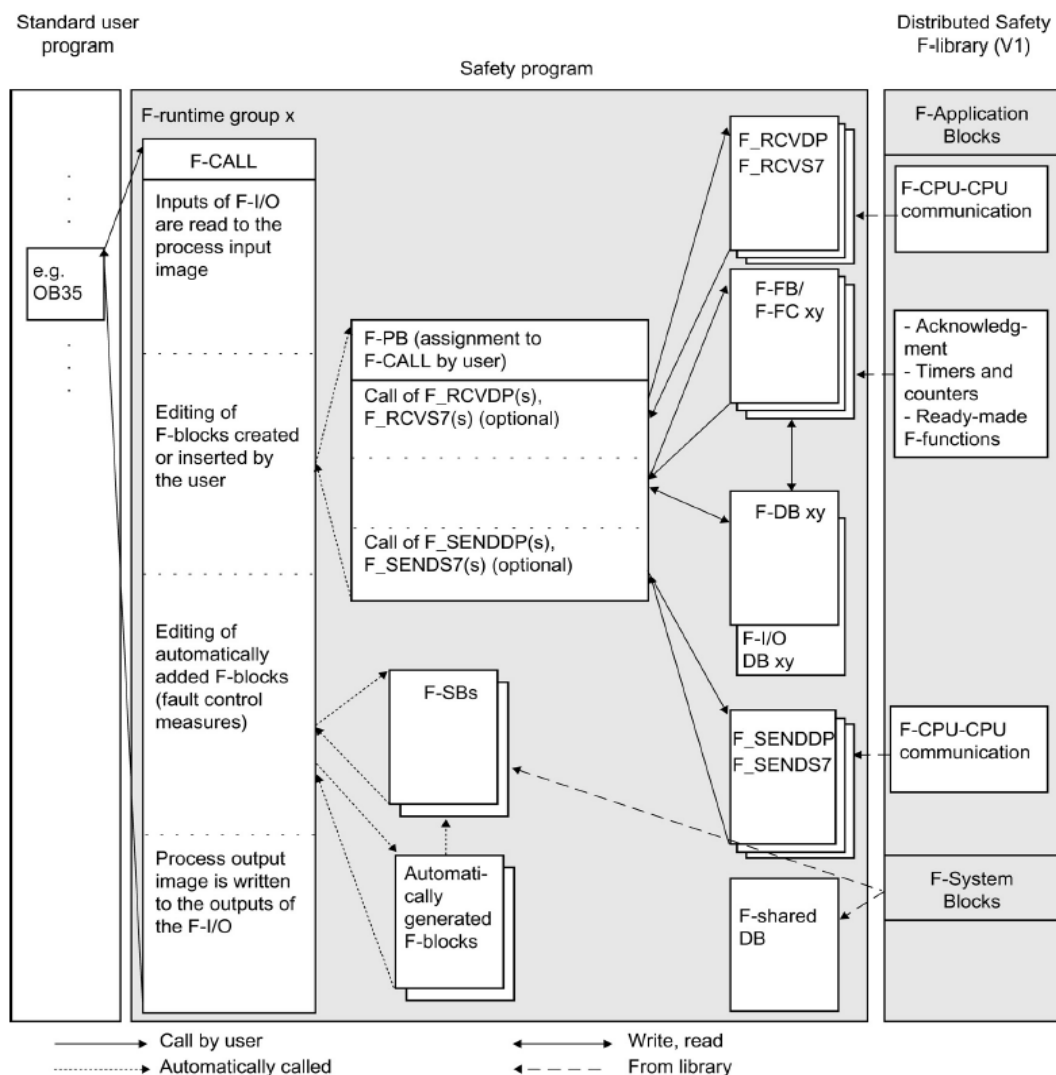 Standard user
program
Safety program
Distributed Safety
F-library (V1)
F-runtime group x
F-CALL
Inputs of F-I/O
are read to the
process input
image
Editing of
F-blocks created
or inserted by
the user
Editing of
automatically
added F-blocks
(fault control
measures)
Process output
image is written
to the outputs of
the F-I/O
e.g.
OB35
F-PB (assignment to
F-CALL by user)
Call of F_RCVDP(s),
F_RCVS7(s) (optional)
Call of F_SENDDP(s),
F_SENDS7(s) (optional)
F-SBs
Automati-
cally
generated
F-blocks
F_RCVDP
F_RCVS7
F-FB/
F-FC xy
F-DB xy
F-I/O
DB xy
F_SENDDP
F_SENDS7
F-shared
DB
F-Application
Blocks
F-CPU-CPU
communication
- Acknowledg-
ment
- Timers and
counters
- Ready-made
F-functions
F-CPU-CPU
communication
F-System
Blocks
Call by user
Automatically called
Write, read
From library